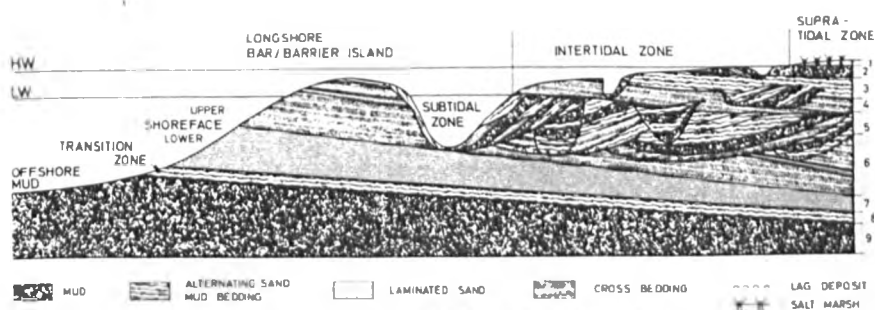 SUPRA-
TIDAL ZONE
LONGSHORE
BAR/BARRIER ISLAND
INTERTIDAL ZONE
HW
LW
1
2
3
4
5
6
7
8
9
UPPER
SHOREFACE
LOWER
SUBTIDAL
ZONE
TRANSITION
ZONE
OFFSHORE
MUD
MUD
ALTERNATING SAND
MUD BEDDING
LAMINATED SAND
CROSS BEDDING
LAG DEPOSIT
SALT MARSH